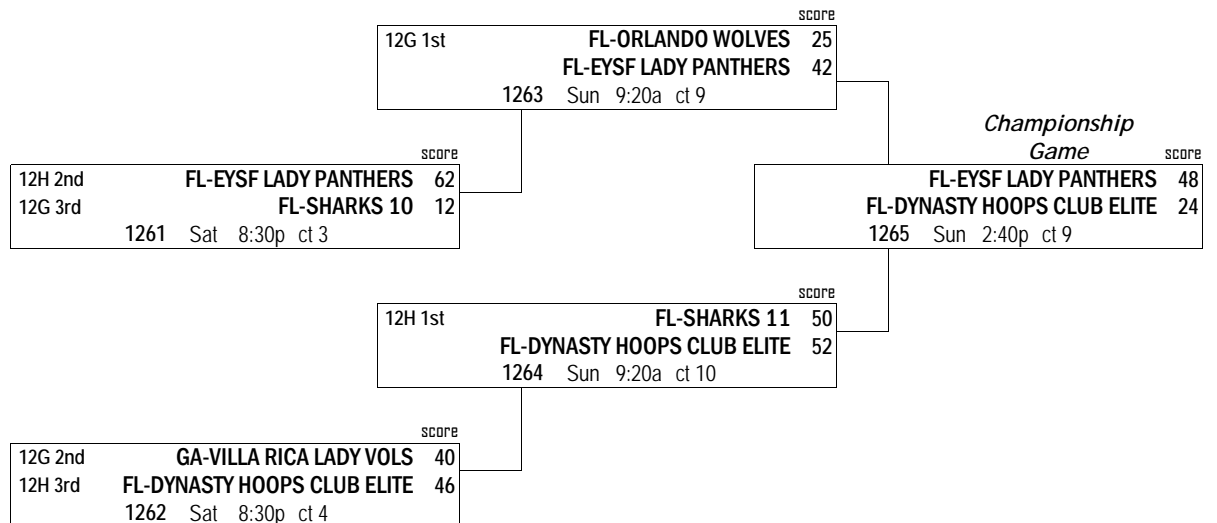 score
12G 1st FL-ORLANDO WOLVES 25
FL-EYSF LADY PANTHERS 42
1263 Sun 9:20a ct 9
Championship
Game score
score
12H 2nd FL-EYSF LADY PANTHERS 62
12G 3rd FL-SHARKS 10 12
1261 Sat 8:30p ct 3
FL-EYSF LADY PANTHERS 48
FL-DYNASTY HOOPS CLUB ELITE 24
1265 Sun 2:40p ct 9
score
12H 1st FL-SHARKS 11 50
FL-DYNASTY HOOPS CLUB ELITE 52
1264 Sun 9:20a ct 10
score
12G 2nd GA-VILLA RICA LADY VOLS 40
12H 3rd FL-DYNASTY HOOPS CLUB ELITE 46
1262 Sat 8:30p ct 4